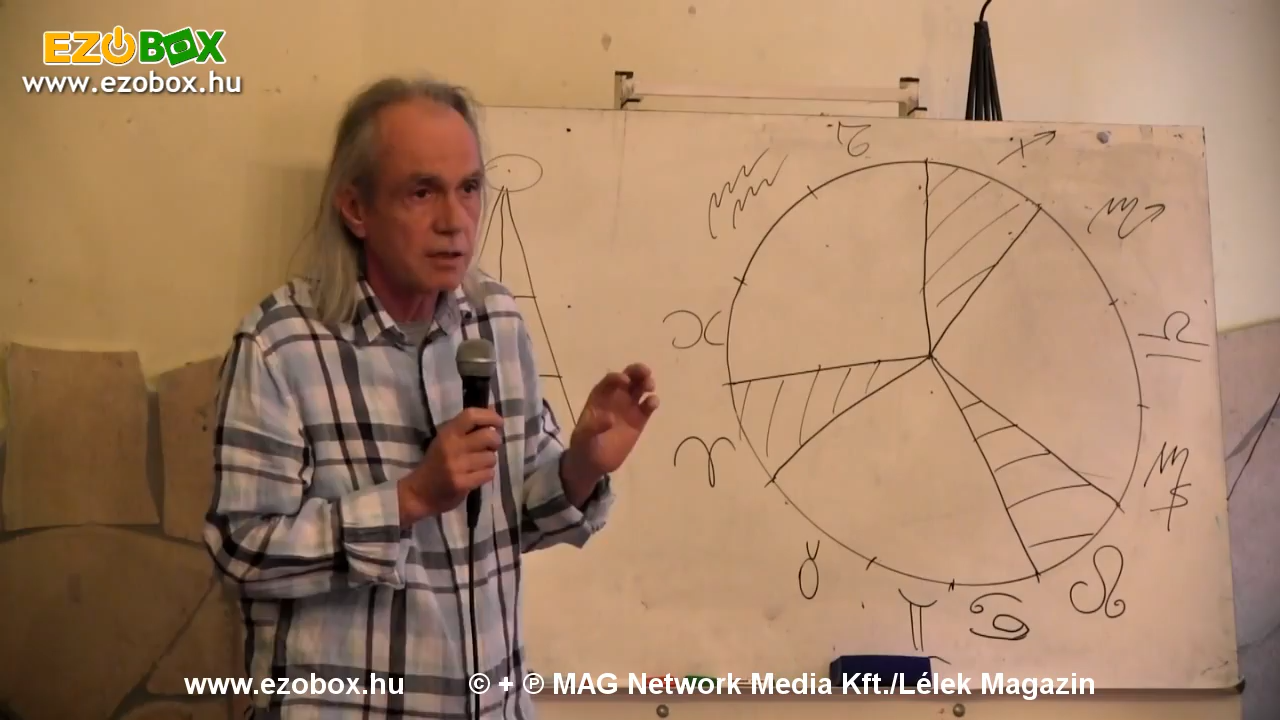 EZOBOX
www.ezobox.hu
♑ ♐
♒ ♏
♓ ♎
♈ ♍
♉ ♊ ♋ ♌
www.ezobox.hu © + ℗ MAG Network Media Kft./Lélek Magazin